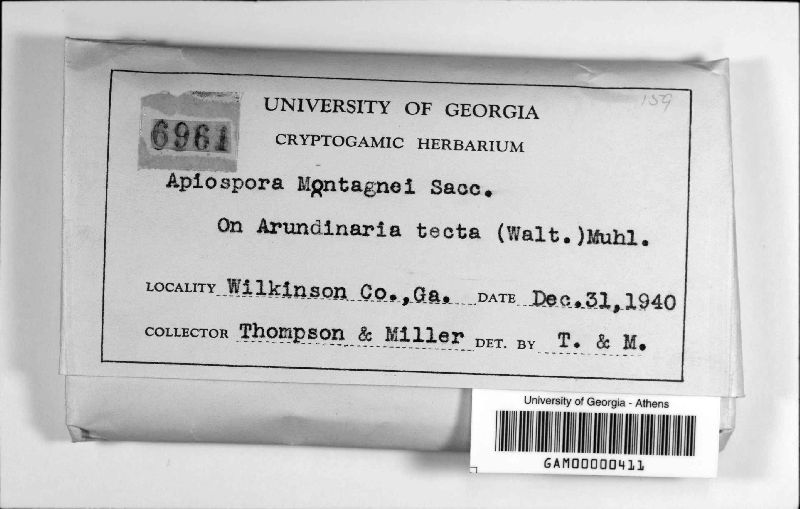 159
UNIVERSITY OF GEORGIA
6961
CRYPTOGAMIC HERBARIUM
Apiospora Montagnei Sacc.
On Arundinaria tecta (Walt.)Muhl.
LOCALITY Wilkinson Co.,Ga. DATE Dec.31,1940
COLLECTOR Thompson & Miller DET. BY T. & M.
University of Georgia - Athens
GAM00000411